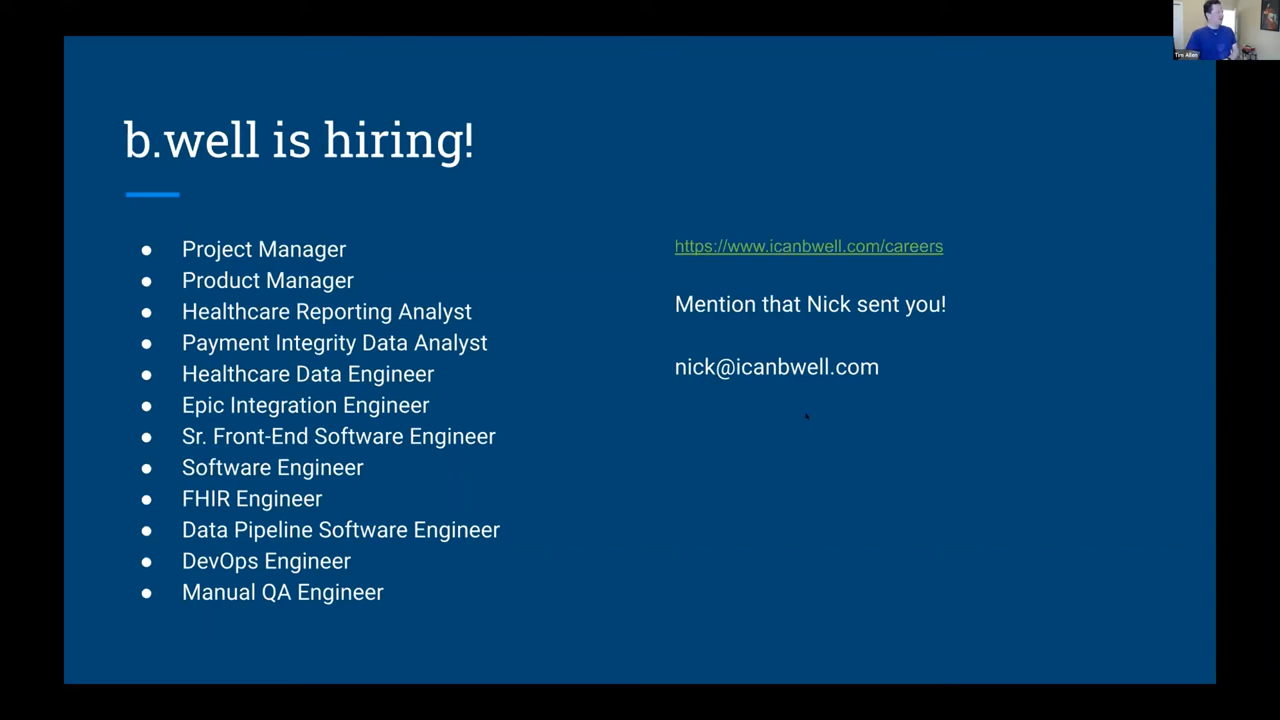 b.well is hiring!
Project Manager
Product Manager
Healthcare Reporting Analyst
Payment Integrity Data Analyst
Healthcare Data Engineer
Epic Integration Engineer
Sr. Front-End Software Engineer
Software Engineer
FHIR Engineer
Data Pipeline Software Engineer
DevOps Engineer
Manual QA Engineer
https://www.icanbwell.com/careers
Mention that Nick sent you!
nick@icanbwell.com
Tim Allen